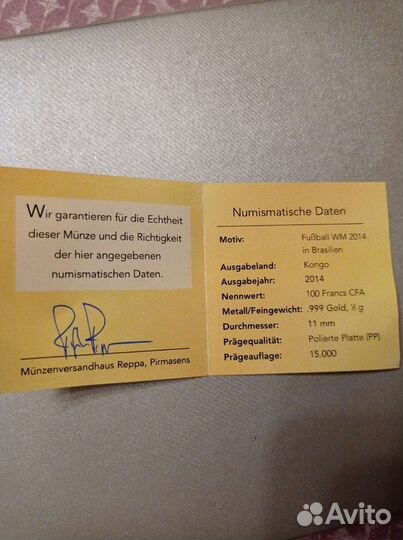 Wir garantieren für die Echtheit
dieser Münze und die Richtigkeit
der hier angegebenen
numismatischen Daten.
Münzenversandhaus Reppa, Pirmasens
Numismatische Daten
Motiv: Fußball WM 2014
in Brasilien
Ausgabeland: Kongo
Ausgabejahr: 2014
Nennwert: 100 Francs CFA
Metall/Feingewicht: .999 Gold, g
Durchmesser: 11 mm
Prägequalität: Polierte Platte (PP)
Prägeauflage: 15.000
Avito